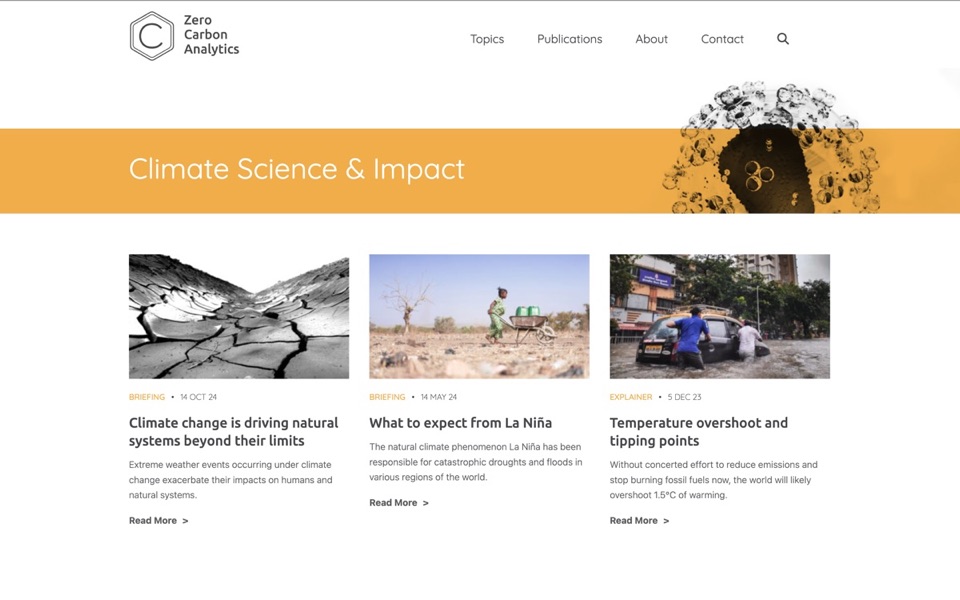 Zero
Carbon
Analytics
Topics
Publications
About
Contact
Climate Science & Impact
BRIEFING • 14 OCT 24
Climate change is driving natural
systems beyond their limits
Extreme weather events occurring under climate
change exacerbate their impacts on humans and
natural systems.
Read More >
BRIEFING • 14 MAY 24
What to expect from La Niña
The natural climate phenomenon La Niña has been
responsible for catastrophic droughts and floods in
various regions of the world.
Read More >
EXPLAINER • 5 DEC 23
Temperature overshoot and
tipping points
Without concerted effort to reduce emissions and
stop burning fossil fuels now, the world will likely
overshoot 1.5°C of warming.
Read More >